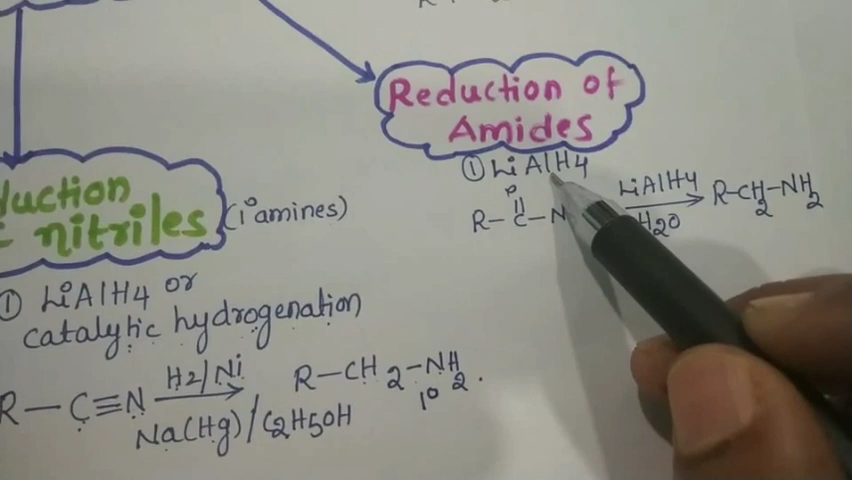 Reduction of
Amides
① LiAlH4
O
R–C–N
LiAlH4
H2O
R–CH2–NH2
nitriles (1° amines)
① LiAlH4 or
catalytic hydrogenation
R–C≡N
H2/Ni
Na(Hg)/C2H5OH
R–CH2–NH2.
1°